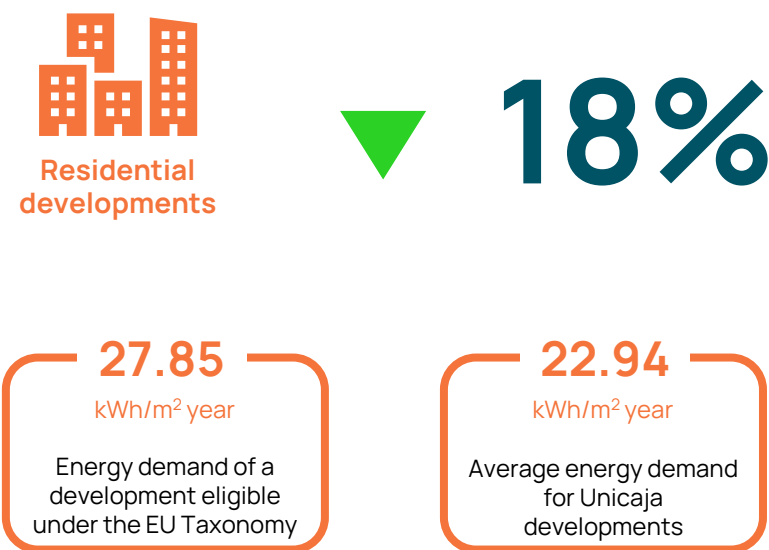 Residential
developments
18%
27.85
kWh/m² year
Energy demand of a
development eligible
under the EU Taxonomy
22.94
kWh/m² year
Average energy demand
for Unicaja
developments